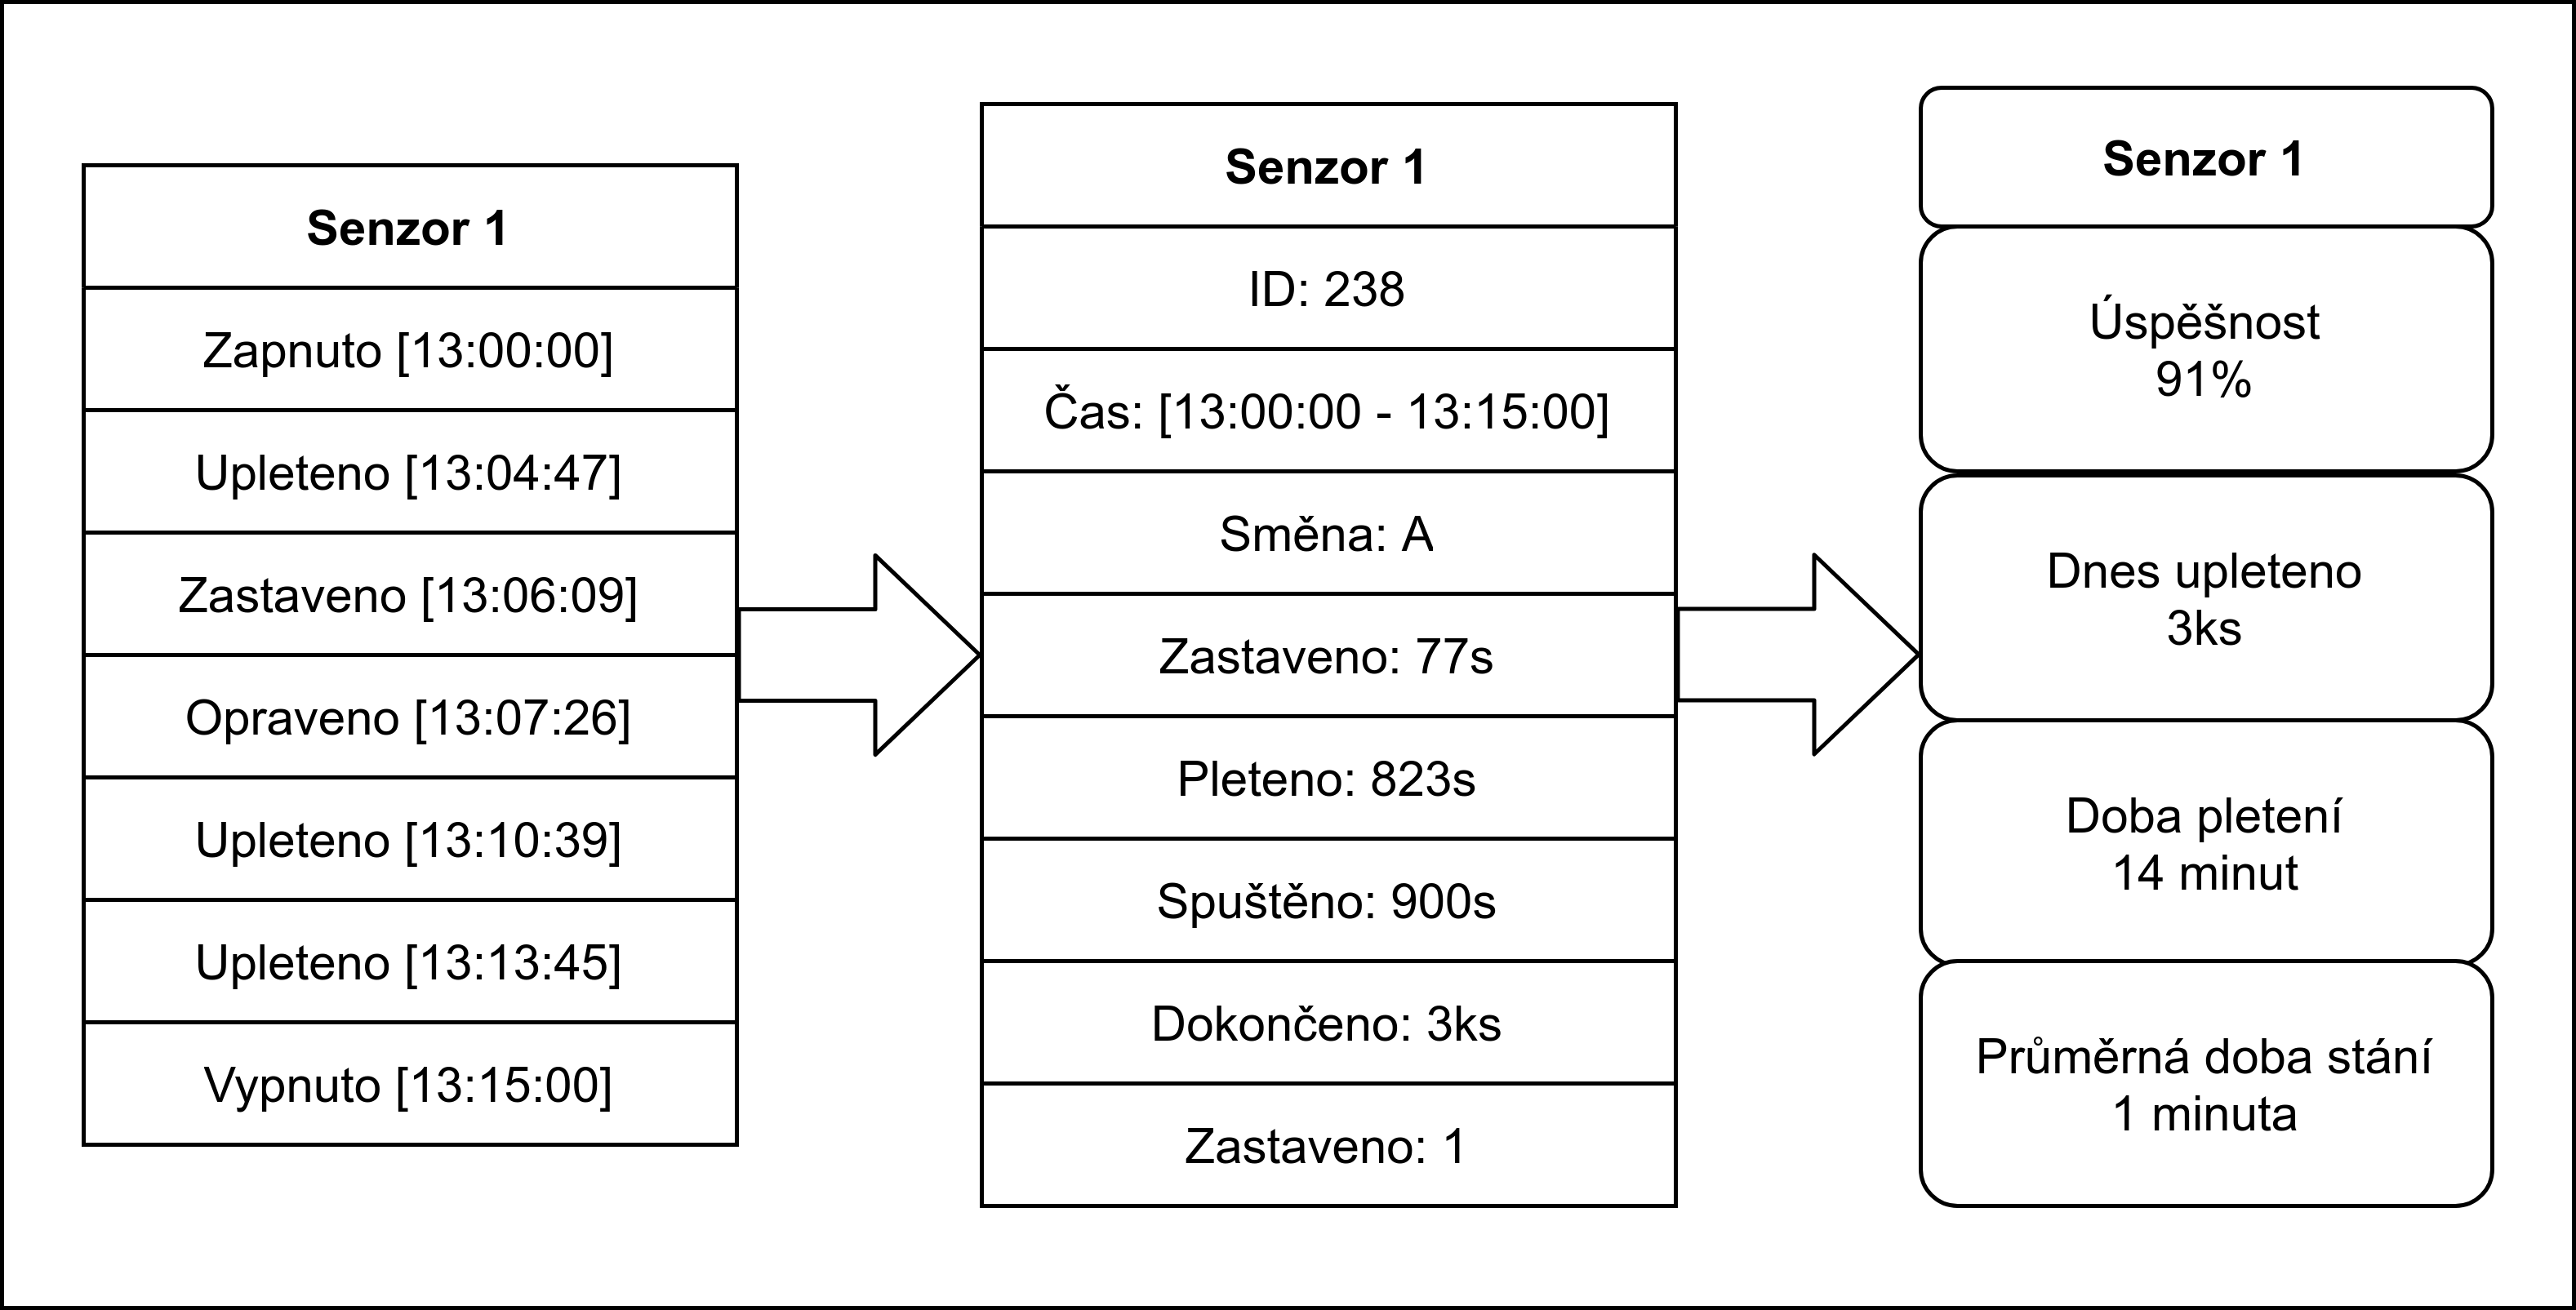 Senzor 1
Zapnuto [13:00:00]
Upleteno [13:04:47]
Zastaveno [13:06:09]
Opraveno [13:07:26]
Upleteno [13:10:39]
Upleteno [13:13:45]
Vypnuto [13:15:00]
Senzor 1
ID: 238
Čas: [13:00:00 - 13:15:00]
Směna: A
Zastaveno: 77s
Pleteno: 823s
Spuštěno: 900s
Dokončeno: 3ks
Zastaveno: 1
Senzor 1
Úspěšnost
91%
Dnes upleteno
3ks
Doba pletení
14 minut
Průměrná doba stání
1 minuta